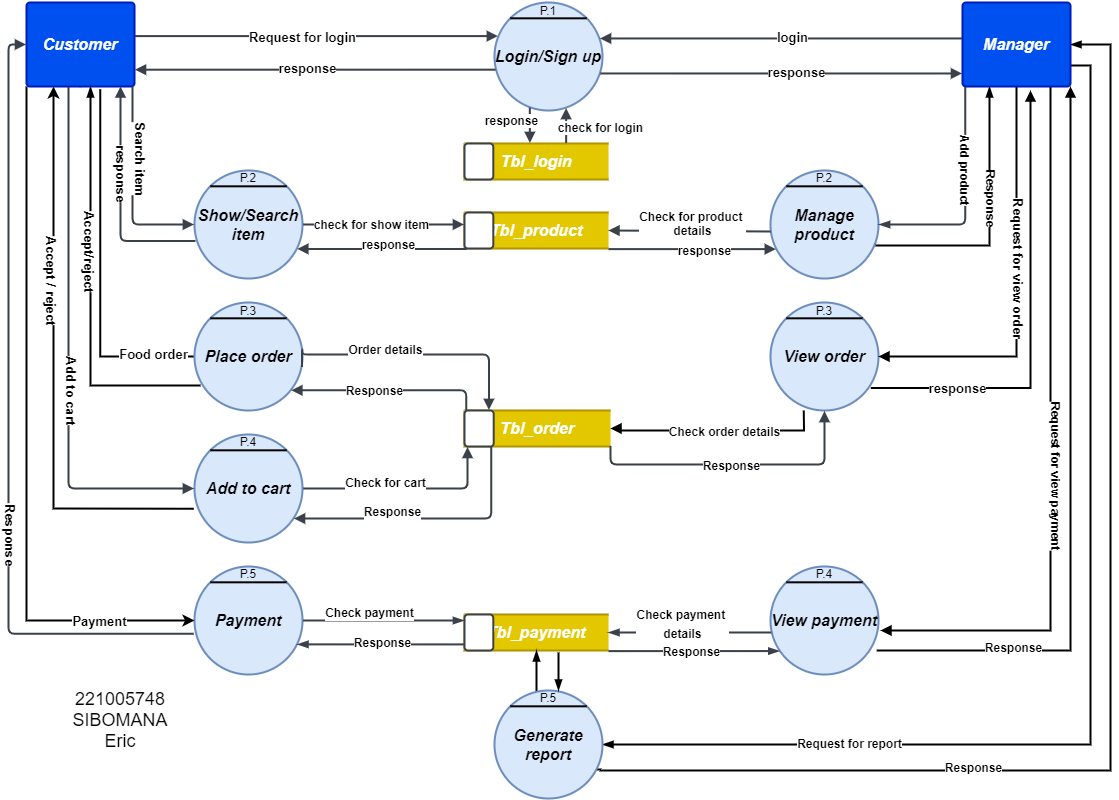 Customer
Request for login
P.1
Login/Sign up
login
Manager
response
response
response
check for login
Tbl_login
Search item
response
Add product
Response
P.2
Show/Search
item
check for show item
response
Tbl_product
Check for product
details
response
P.2
Manage
product
Accept/reject
Accept / reject
Request for view order
P.3
Place order
Food order
Order details
Response
P.3
View order
response
Add to cart
Tbl_order
Check order details
Response
P.4
Add to cart
Check for cart
Response
Request for view payment
Response
P.5
Payment
Payment
Check payment
Response
Tbl_payment
Check payment
details
Response
P.4
View payment
Response
221005748
SIBOMANA
Eric
P.5
Generate
report
Request for report
Response